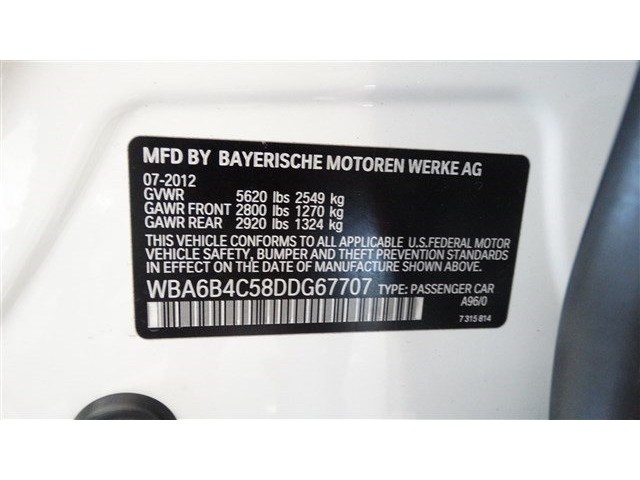 MFD BY BAYERISCHE MOTOREN WERKE AG
07-2012
GVWR 5620 lbs 2549 kg
GAWR FRONT 2800 lbs 1270 kg
GAWR REAR 2920 lbs 1324 kg
THIS VEHICLE CONFORMS TO ALL APPLICABLE U.S.FEDERAL MOTOR
VEHICLE SAFETY, BUMPER AND THEFT PREVENTION STANDARDS
IN EFFECT ON THE DATE OF MANUFACTURE SHOWN ABOVE.
WBA6B4C58DDG67707 TYPE: PASSENGER CAR
A96/0
7 315 814